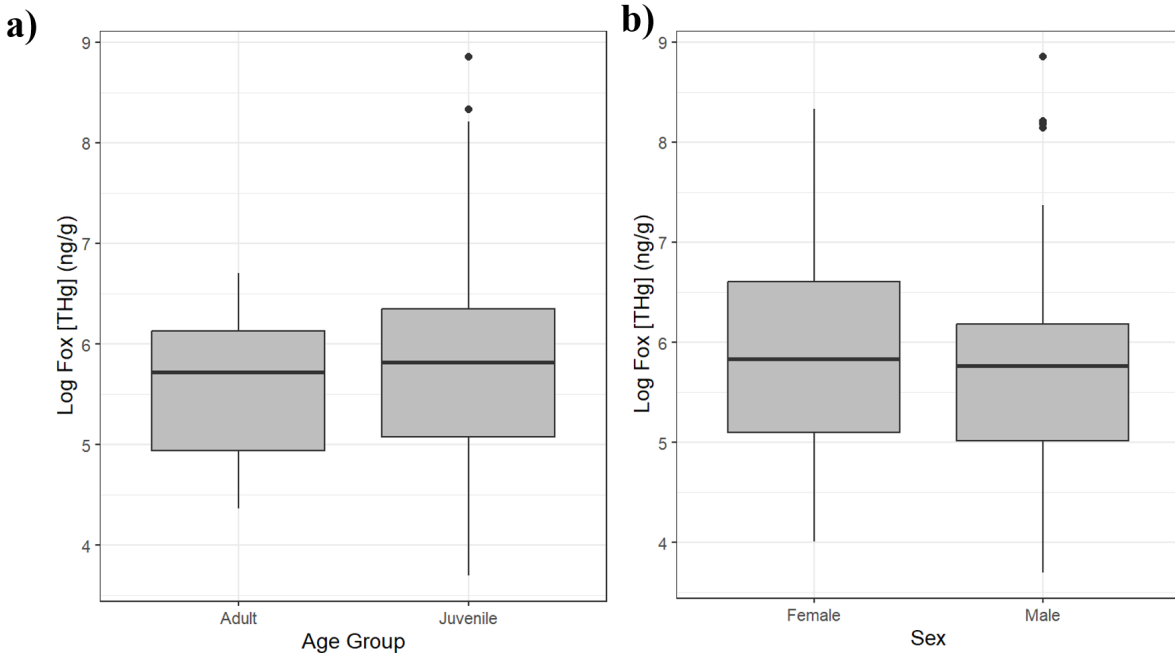 a)
Log Fox [THg] (ng/g)
9
8
7
6
5
4
Adult
Juvenile
Age Group
b)
Log Fox [THg] (ng/g)
9
8
7
6
5
4
Female
Male
Sex